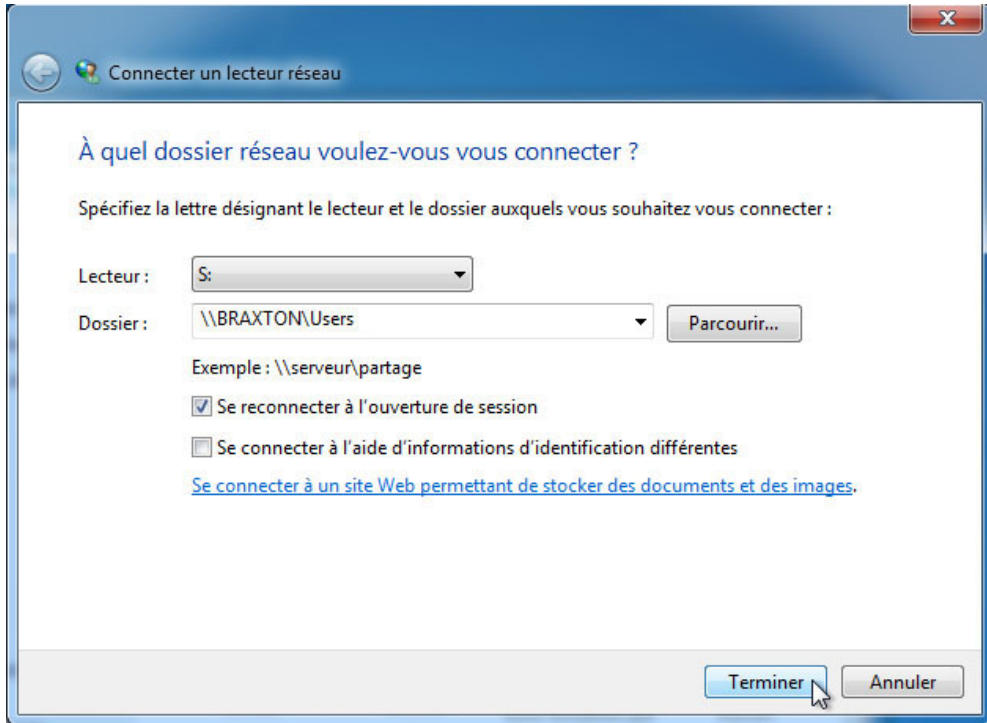 Connecter un lecteur réseau
À quel dossier réseau voulez-vous vous connecter ?
Spécifiez la lettre désignant le lecteur et le dossier auxquels vous souhaitez vous connecter :
Lecteur : S:
Dossier : \\BRAXTON\Users Parcourir...
Exemple : \\serveur\partage
Se reconnecter à l'ouverture de session
Se connecter à l'aide d'informations d'identification différentes
Se connecter à un site Web permettant de stocker des documents et des images.
Terminer Annuler